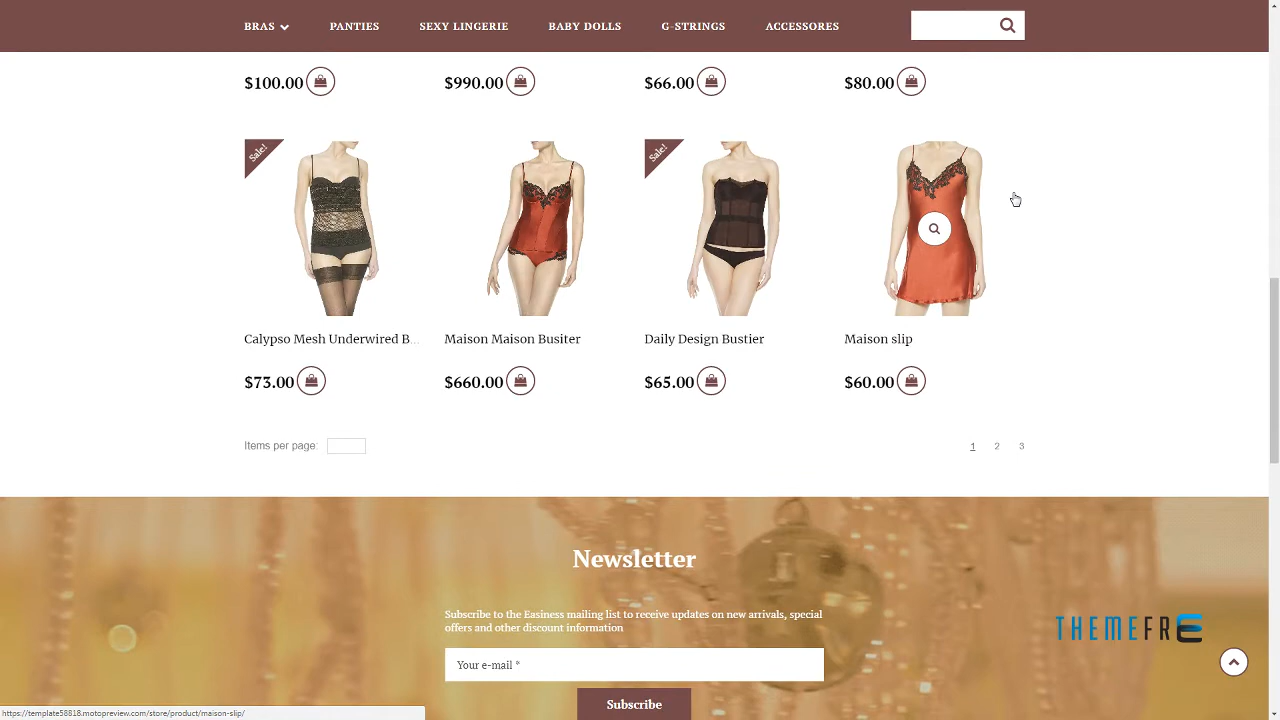 BRAS PANTIES SEXY LINGERIE BABY DOLLS G-STRINGS ACCESSORES
$100.00 $990.00 $66.00 $80.00
Sale! Sale!
Calypso Mesh Underwired B... Maison Maison Busiter Daily Design Bustier Maison slip
$73.00 $660.00 $65.00 $60.00
Items per page: 1 2 3
Newsletter
Subscribe to the Easiness mailing list to receive updates on new arrivals, special
offers and other discount information
THEMEFRE
Your e-mail *
Subscribe
https://template58818.motopreview.com/store/product/maison-slip/